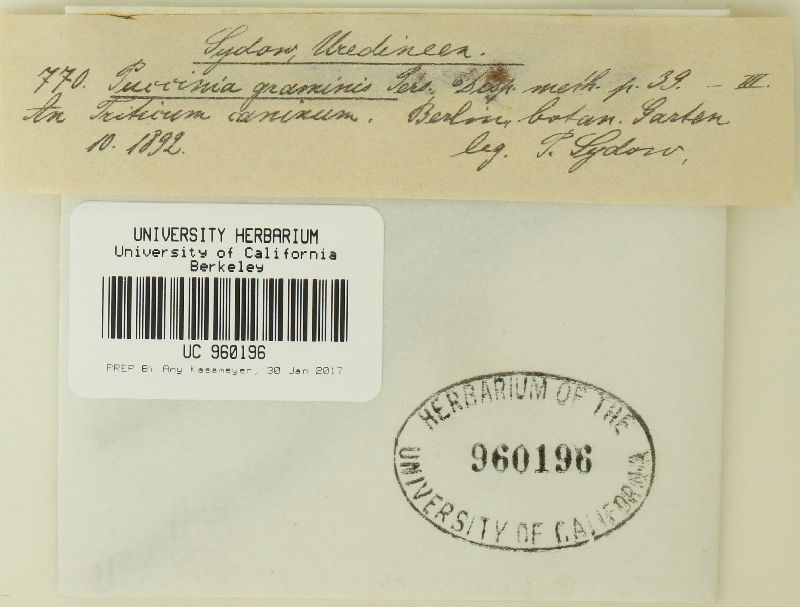 Sydow, Uredineen.
770. Puccinia graminis Pers. Disp. meth. p. 39. — III.
An Triticum caninum. Berlin, botan. Garten
10. 1892. leg. P. Sydow,
UNIVERSITY HERBARIUM
University of California
Berkeley
UC 960196
PREP BY Amy Kasameyer, 30 Jan 2017
HERBARIUM OF THE
960196
UNIVERSITY OF CALIFORNIA